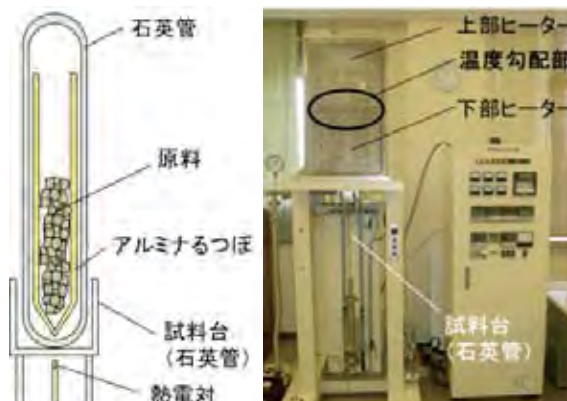 石英管
原料
アルミナるつぼ
試料台
(石英管)
熱電対
上部ヒーター
温度勾配部
下部ヒーター
試料台
(石英管)